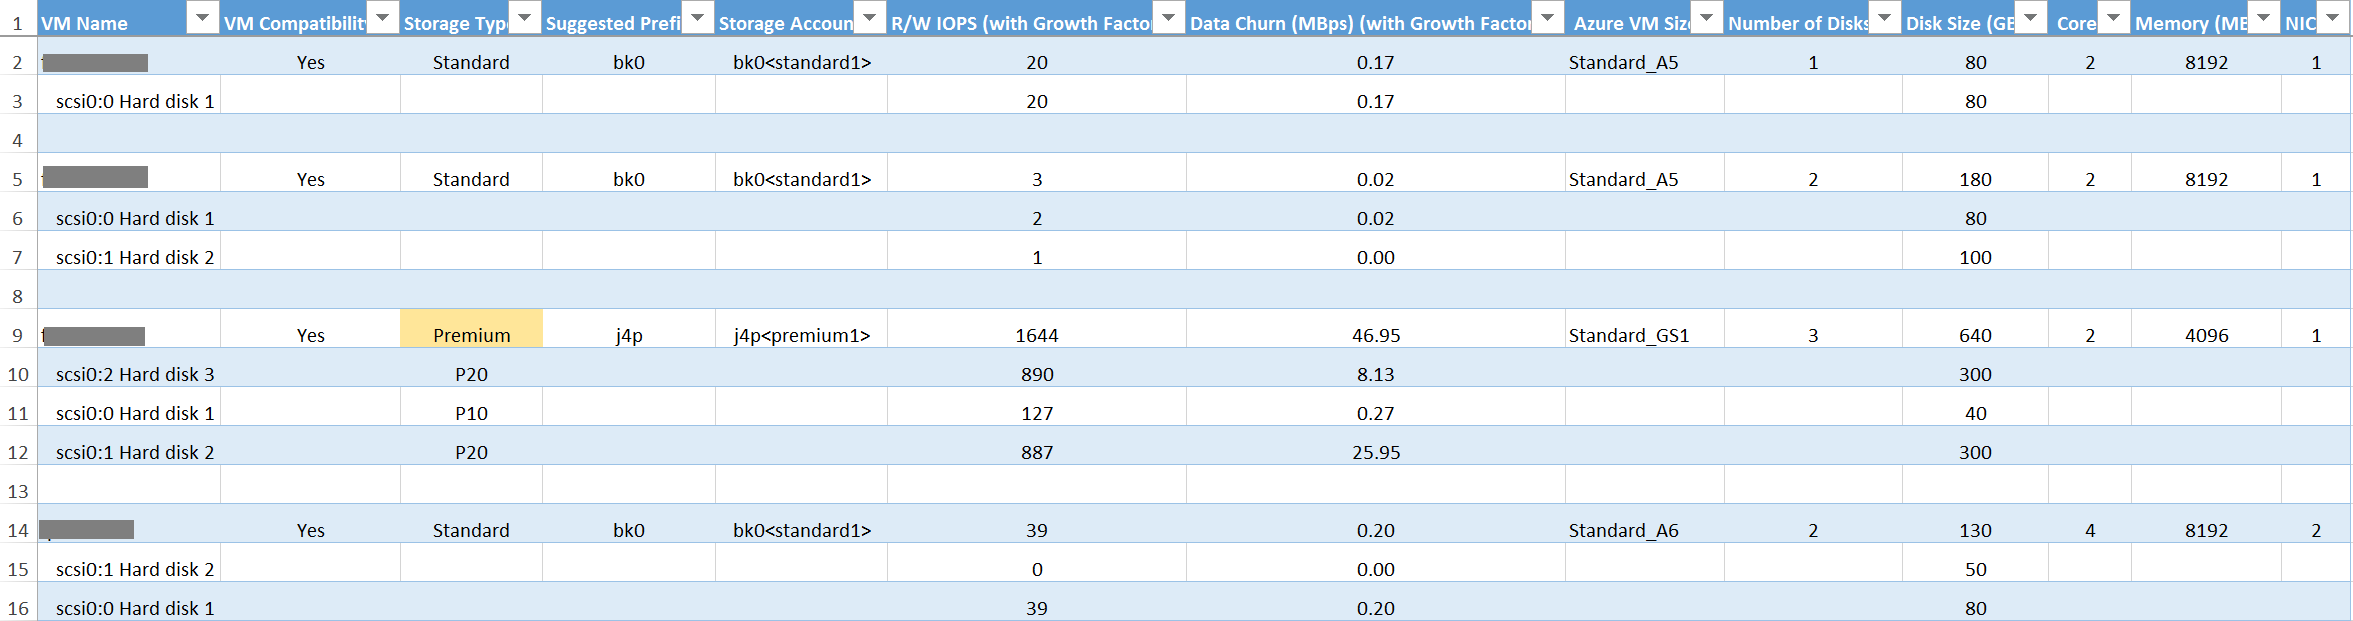 1 VM Name VM Compatibility Storage Typ Suggested Prefi Storage Accoun R/W IOPS (with Growth Facto Data Churn (MBps) (with Growth Factor Azure VM Siz Number of Disks Disk Size (GB Core Memory (MB NIC
2 Yes Standard bk0 bk0<standard1> 20 0.17 Standard_A5 1 80 2 8192 1
3 scsi0:0 Hard disk 1 20 0.17 80
4
5 Yes Standard bk0 bk0<standard1> 3 0.02 Standard_A5 2 180 2 8192 1
6 scsi0:0 Hard disk 1 2 0.02 80
7 scsi0:1 Hard disk 2 1 0.00 100
8
9 Yes Premium j4p j4p<premium1> 1644 46.95 Standard_GS1 3 640 2 4096 1
10 scsi0:2 Hard disk 3 P20 890 8.13 300
11 scsi0:0 Hard disk 1 P10 127 0.27 40
12 scsi0:1 Hard disk 2 P20 887 25.95 300
13
14 Yes Standard bk0 bk0<standard1> 39 0.20 Standard_A6 2 130 4 8192 2
15 scsi0:1 Hard disk 2 0 0.00 50
16 scsi0:0 Hard disk 1 39 0.20 80